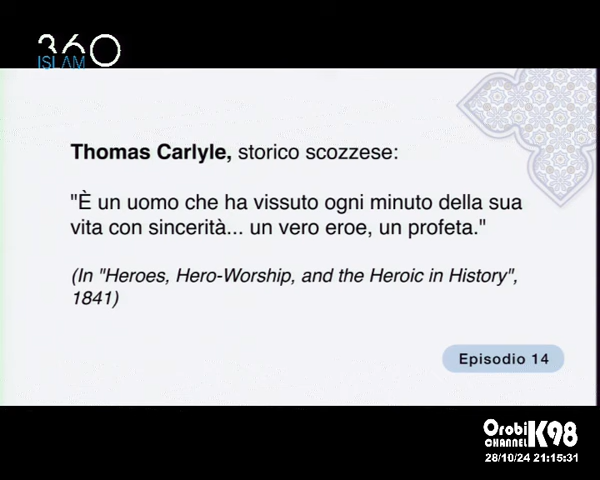 360
ISLAM
Thomas Carlyle, storico scozzese:
"È un uomo che ha vissuto ogni minuto della sua
vita con sincerità... un vero eroe, un profeta."
(In "Heroes, Hero-Worship, and the Heroic in History",
1841)
Episodio 14
Orobi
CHANNEL K98
28/10/24 21:15:31